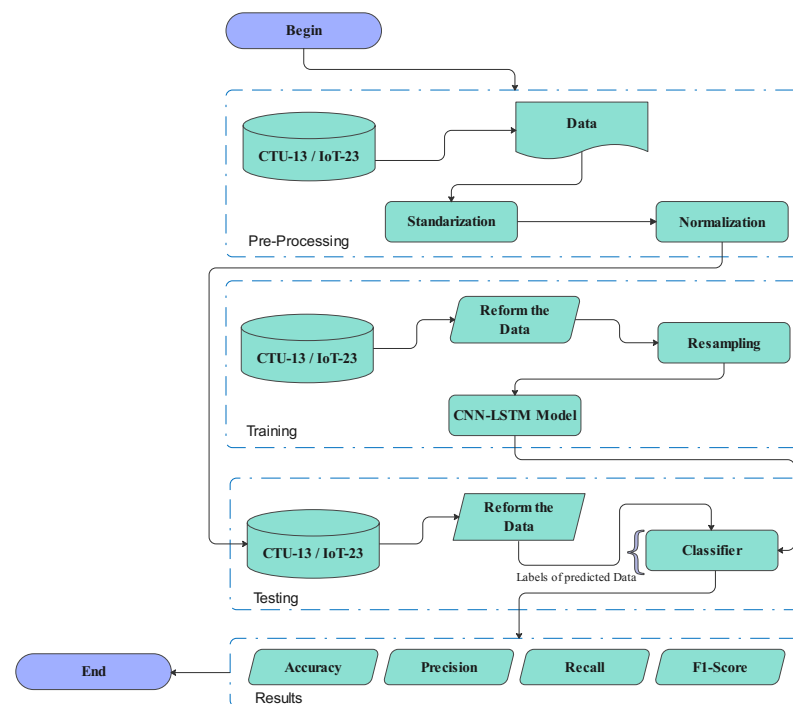 Begin
Data
CTU-13 / IoT-23
Standarization
Normalization
Pre-Processing
Reform the
Data
CTU-13 / IoT-23
Resampling
CNN-LSTM Model
Training
Reform the
Data
CTU-13 / IoT-23
Classifier
Labels of predicted Data
Testing
End
Accuracy
Precision
Recall
F1-Score
Results